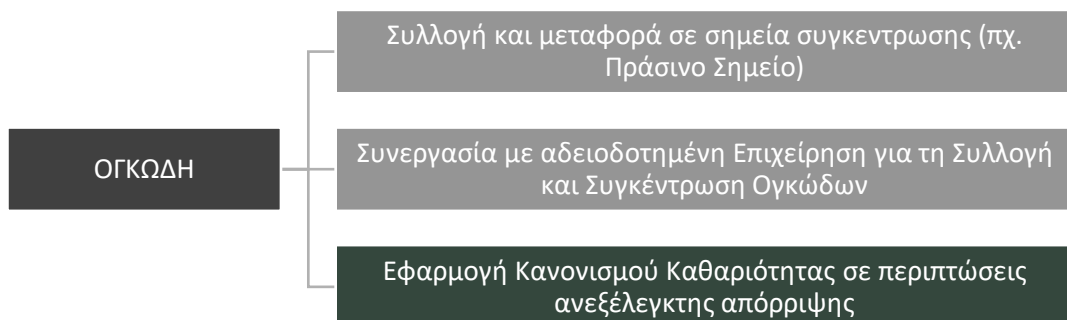 Συλλογή και μεταφορά σε σημεία συγκεντρωσης (πχ.
Πράσινο Σημείο)
ΟΓΚΩΔΗ
Συνεργασία με αδειοδοτημένη Επιχείρηση για τη Συλλογή
και Συγκέντρωση Ογκώδων
Εφαρμογή Κανονισμού Καθαριότητας σε περιπτώσεις
ανεξέλεγκτης απόρριψης